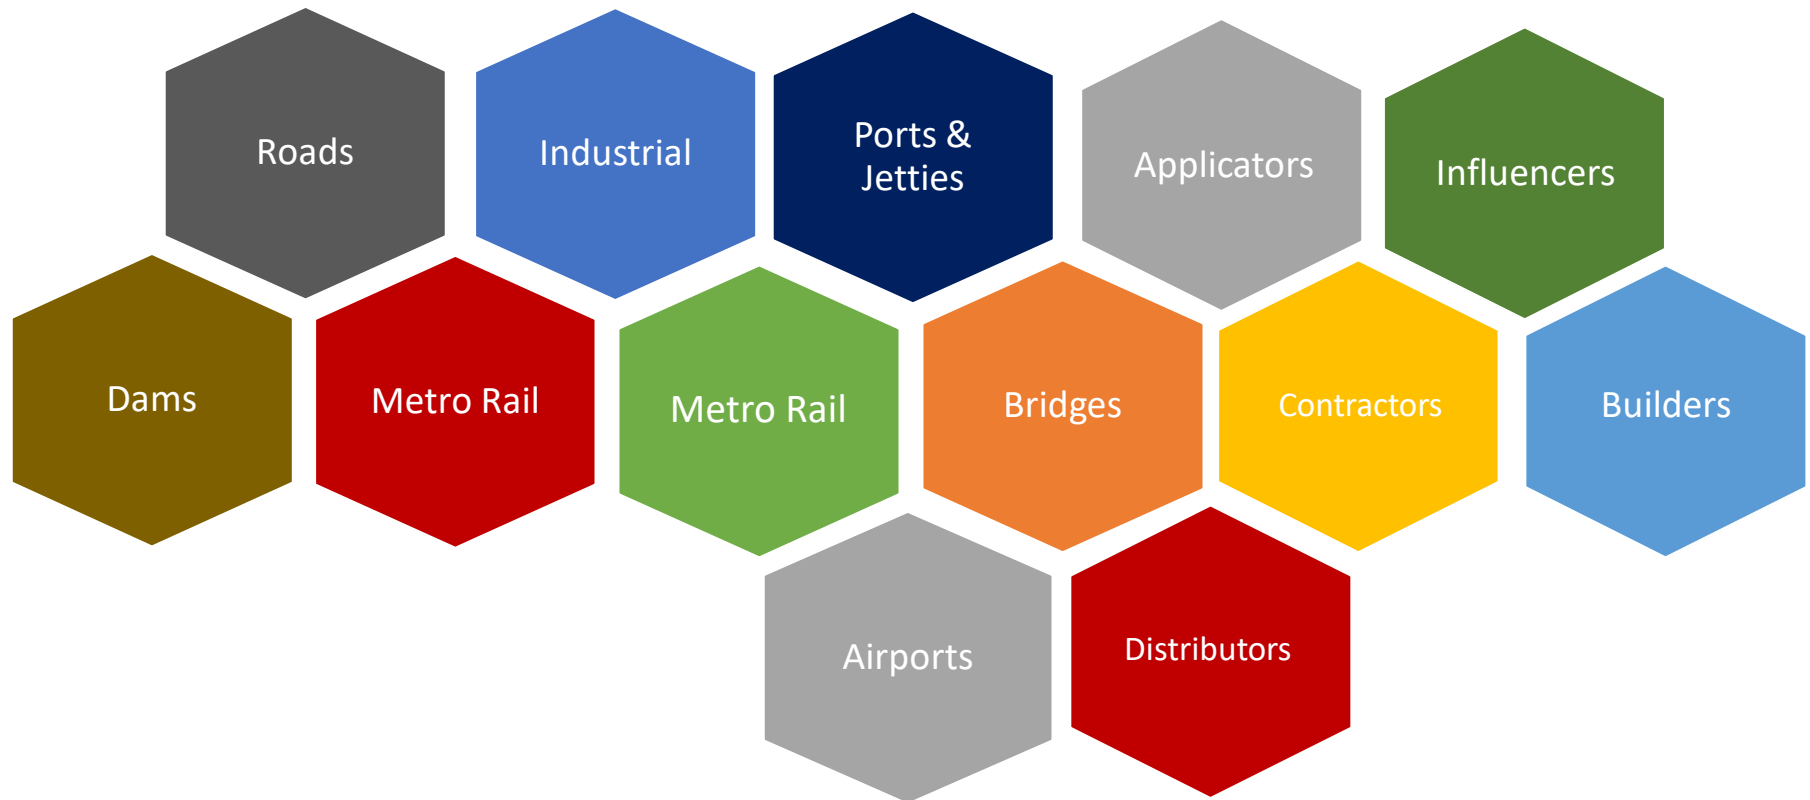 Roads
Industrial
Ports &
Jetties
Applicators
Influencers
Dams
Metro Rail
Metro Rail
Bridges
Contractors
Builders
Airports
Distributors